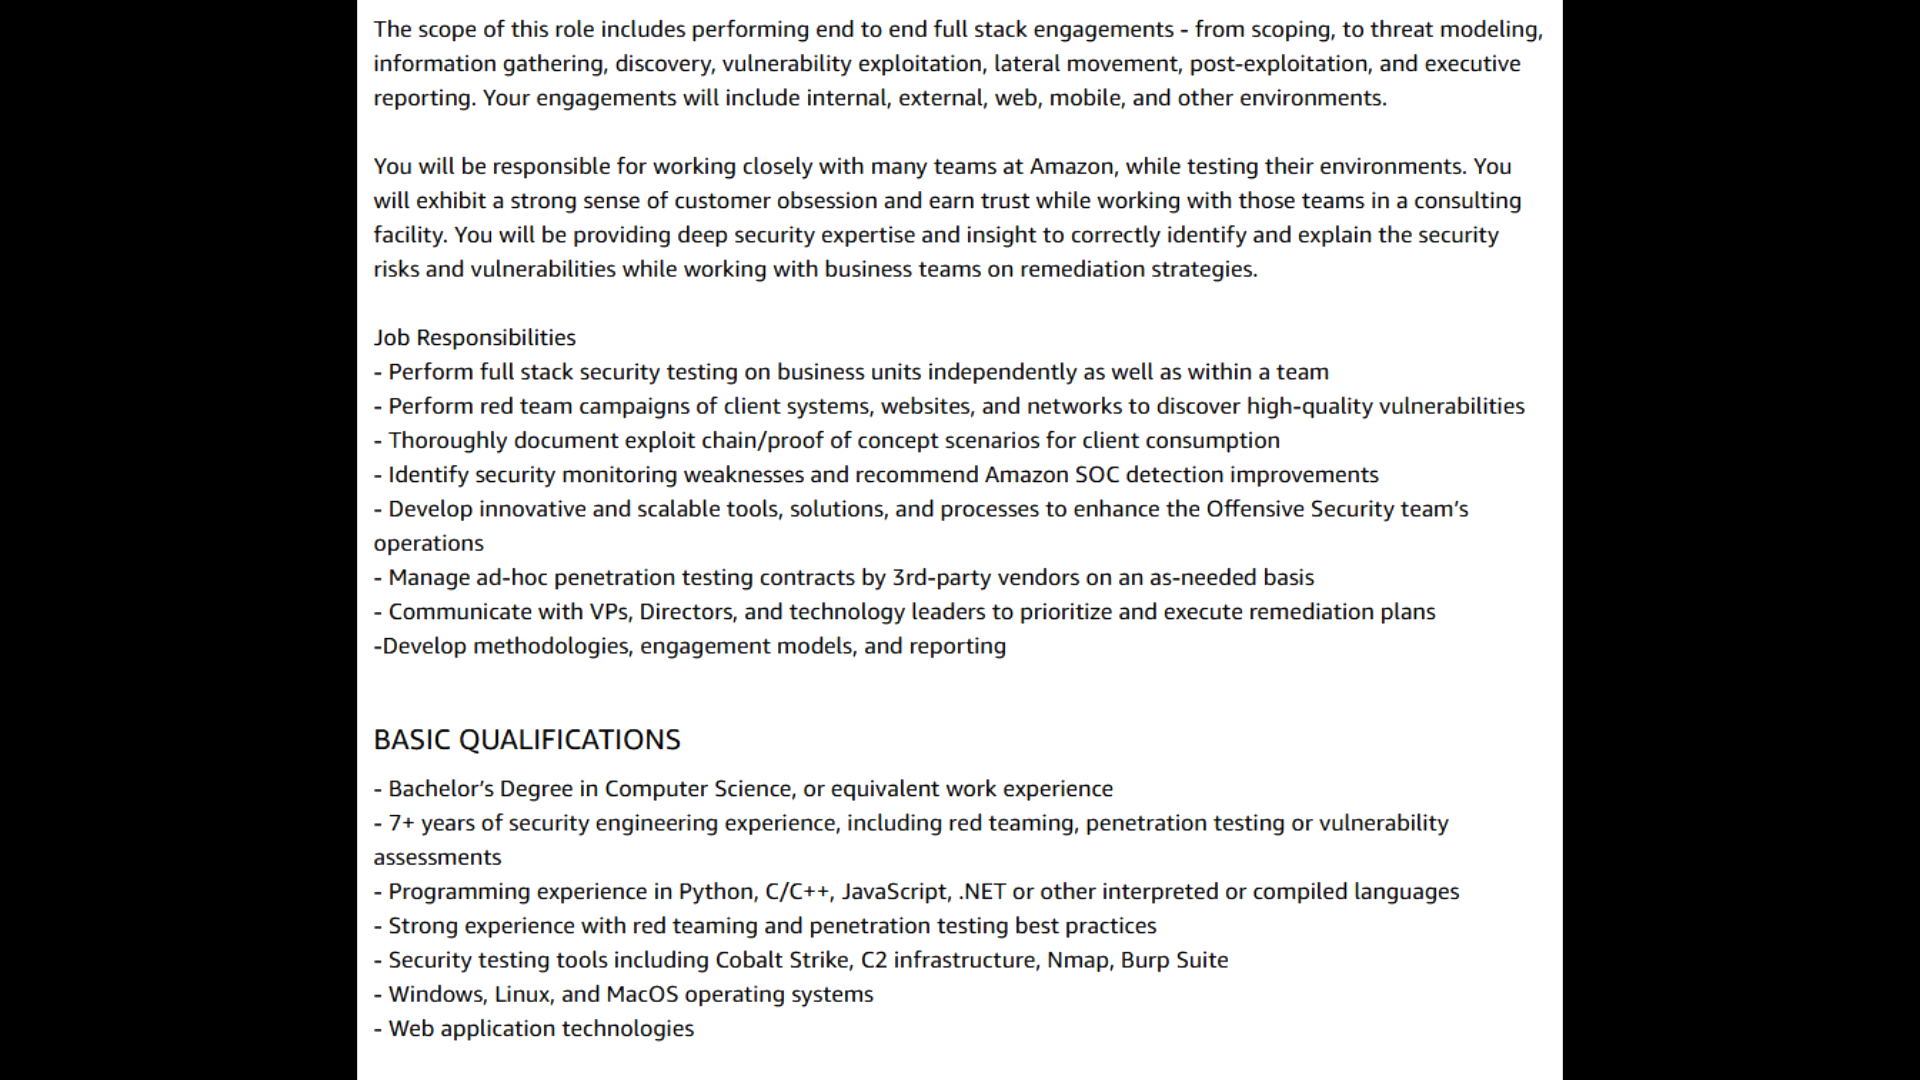 The scope of this role includes performing end to end full stack engagements - from scoping, to threat modeling,
information gathering, discovery, vulnerability exploitation, lateral movement, post-exploitation, and executive
reporting. Your engagements will include internal, external, web, mobile, and other environments.
You will be responsible for working closely with many teams at Amazon, while testing their environments. You
will exhibit a strong sense of customer obsession and earn trust while working with those teams in a consulting
facility. You will be providing deep security expertise and insight to correctly identify and explain the security
risks and vulnerabilities while working with business teams on remediation strategies.
Job Responsibilities
- Perform full stack security testing on business units independently as well as within a team
- Perform red team campaigns of client systems, websites, and networks to discover high-quality vulnerabilities
- Thoroughly document exploit chain/proof of concept scenarios for client consumption
- Identify security monitoring weaknesses and recommend Amazon SOC detection improvements
- Develop innovative and scalable tools, solutions, and processes to enhance the Offensive Security team’s
operations
- Manage ad-hoc penetration testing contracts by 3rd-party vendors on an as-needed basis
- Communicate with VPs, Directors, and technology leaders to prioritize and execute remediation plans
-Develop methodologies, engagement models, and reporting
BASIC QUALIFICATIONS
- Bachelor’s Degree in Computer Science, or equivalent work experience
- 7+ years of security engineering experience, including red teaming, penetration testing or vulnerability
assessments
- Programming experience in Python, C/C++, JavaScript, .NET or other interpreted or compiled languages
- Strong experience with red teaming and penetration testing best practices
- Security testing tools including Cobalt Strike, C2 infrastructure, Nmap, Burp Suite
- Windows, Linux, and MacOS operating systems
- Web application technologies